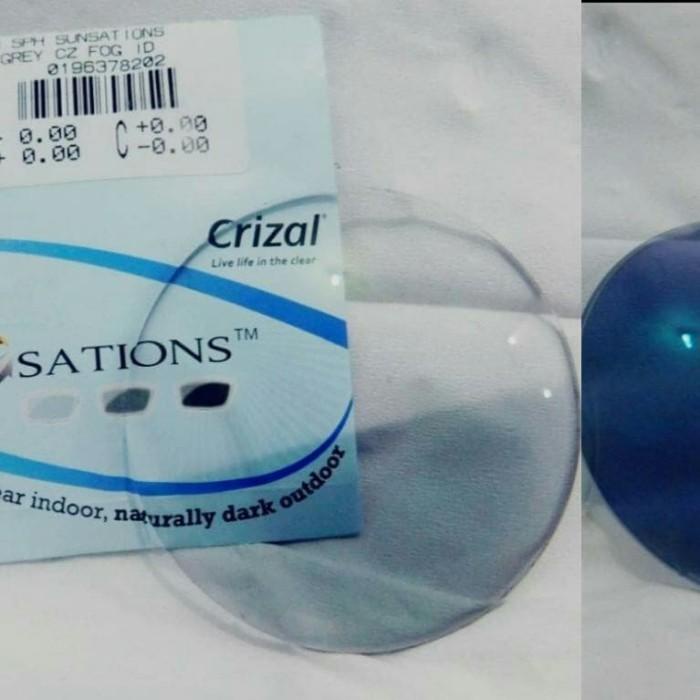 SPH SUNSATIONS
GREY CZ FOG ID
0196378202
- 0.00 C +0.00
+ 0.00 -0.00
Crizal
Live life in the clear
SATIONS™
ar indoor, naturally dark outdoor